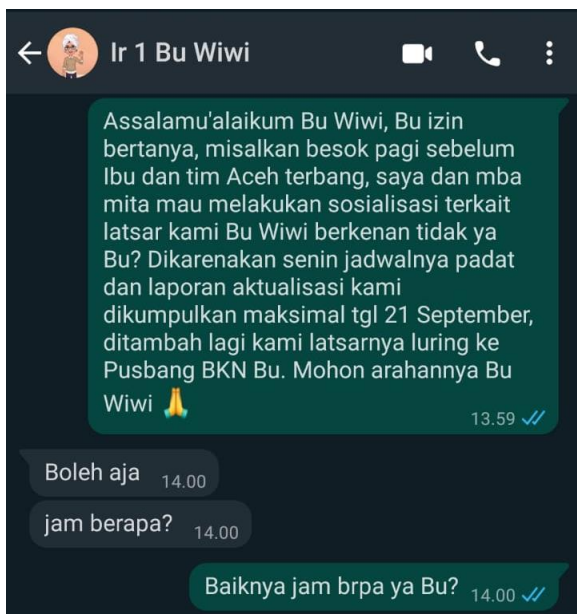 Ir 1 Bu Wiwi
Assalamu'alaikum Bu Wiwi, Bu izin
bertanya, misalkan besok pagi sebelum
Ibu dan tim Aceh terbang, saya dan mba
mita mau melakukan sosialisasi terkait
latsar kami Bu Wiwi berkenan tidak ya
Bu? Dikarenakan senin jadwalnya padat
dan laporan aktualisasi kami
dikumpulkan maksimal tgl 21 September,
ditambah lagi kami latsarnya luring ke
Pusbang BKN Bu. Mohon arahannya Bu
Wiwi 🙏
13.59
Boleh aja 14.00
jam berapa? 14.00
Baiknya jam brpa ya Bu? 14.00